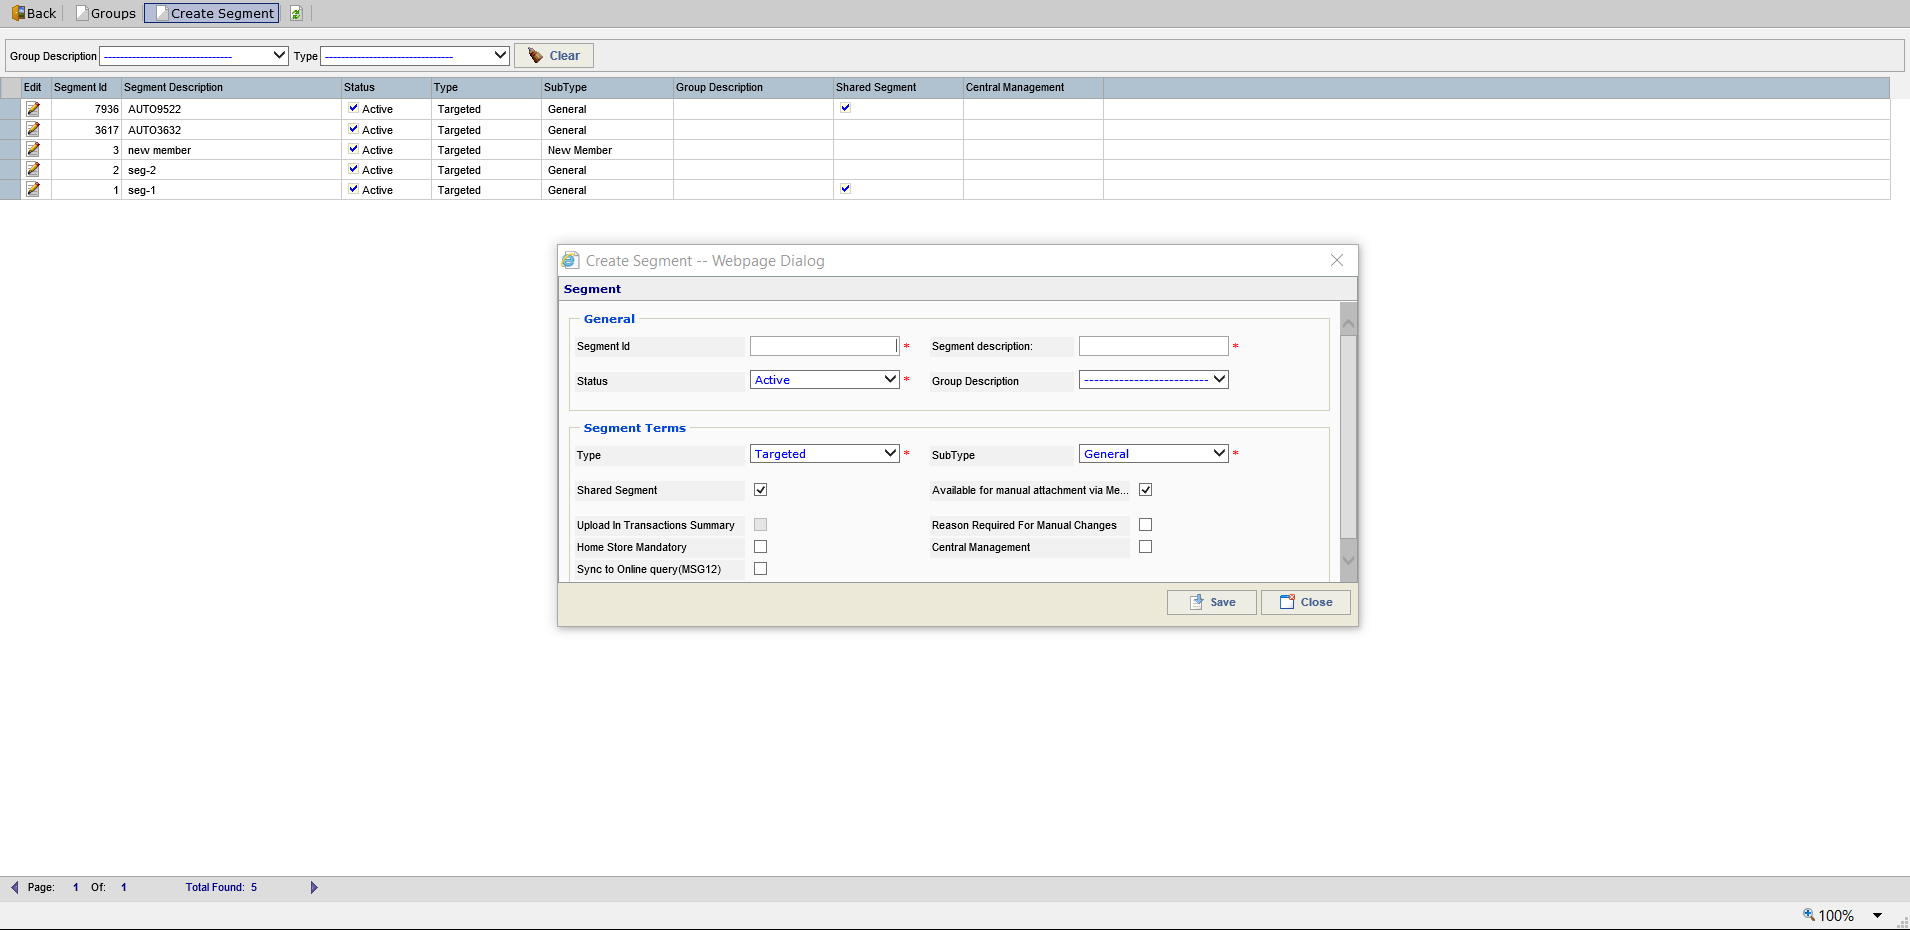 Back Groups Create Segment
Group Description -------------------------------- Type -------------------------------- Clear
Edit Segment Id Segment Description Status Type SubType Group Description Shared Segment Central Management
7936 AUTO9522 Active Targeted General
3617 AUTO3632 Active Targeted General
3 new member Active Targeted New Member
2 seg-2 Active Targeted General
1 seg-1 Active Targeted General
Create Segment -- Webpage Dialog
Segment
General
Segment Id * Segment description: *
Status Active * Group Description -------------------------
Segment Terms
Type Targeted * SubType General *
Shared Segment Available for manual attachment via Me...
Upload In Transactions Summary Reason Required For Manual Changes
Home Store Mandatory Central Management
Sync to Online query(MSG12)
Save Close
Page: 1 Of: 1 Total Found: 5
100%